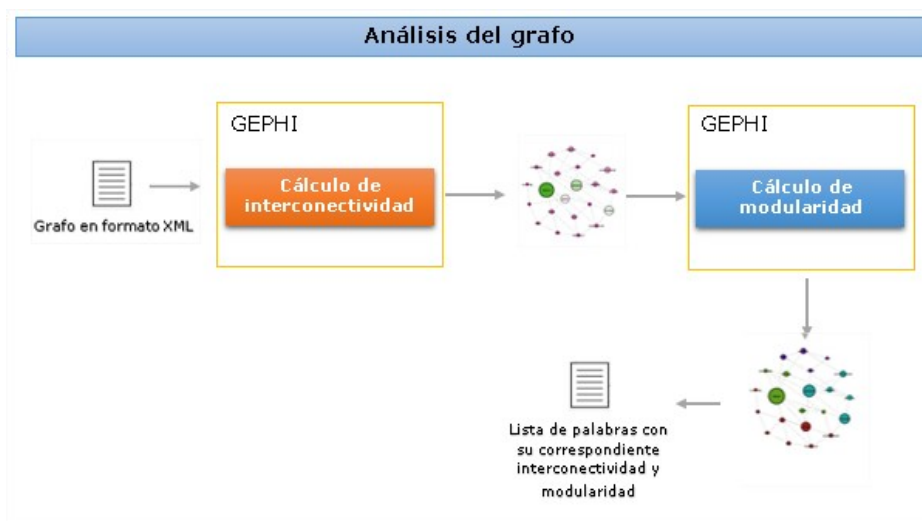 Análisis del grafo
GEPHI
Cálculo de
interconectividad
Grafo en formato XML
GEPHI
Cálculo de
modularidad
Lista de palabras con
su correspondiente
interconectividad y
modularidad